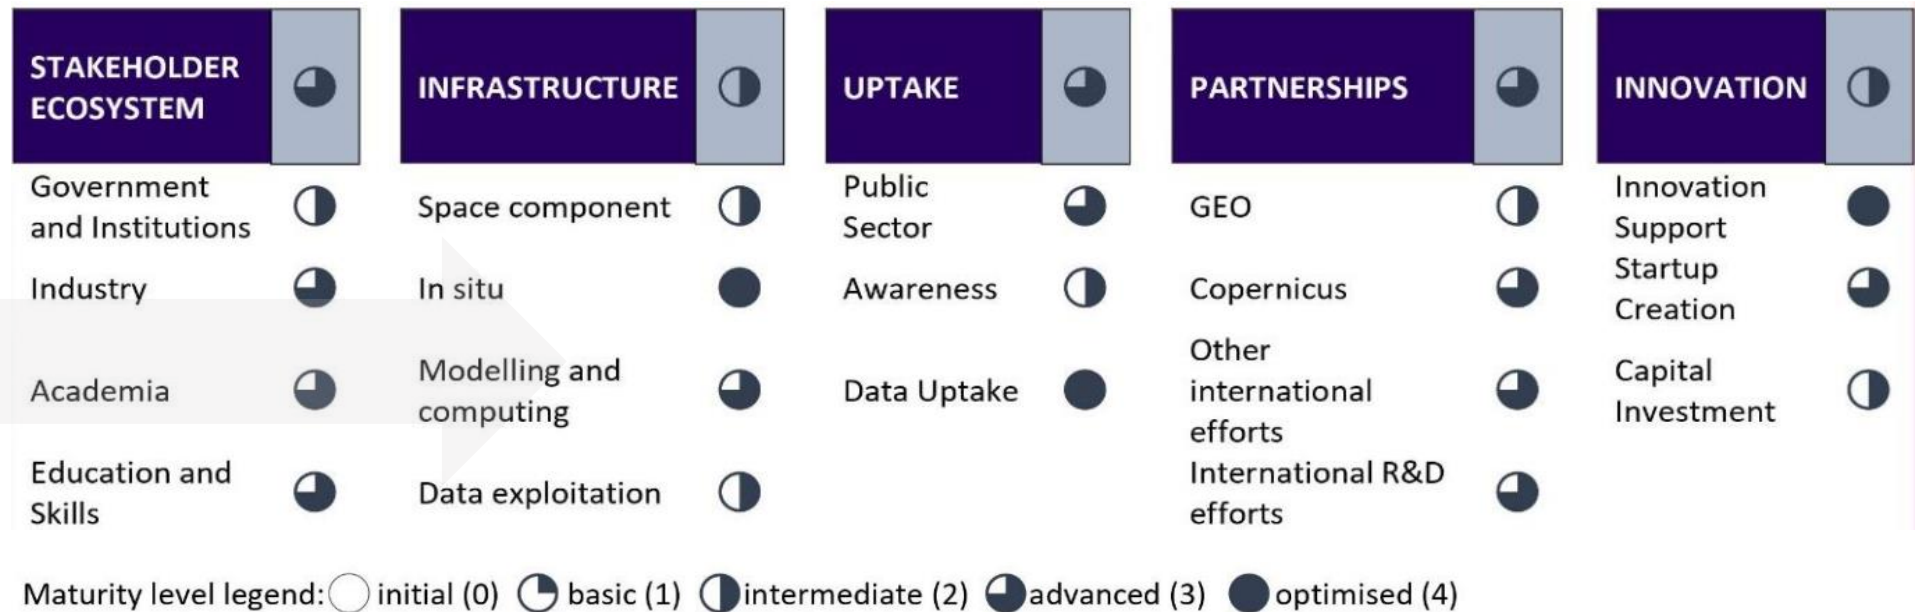 STAKEHOLDER
ECOSYSTEM
Government
and Institutions
Industry
Academia
Education and
Skills
INFRASTRUCTURE
Space component
In situ
Modelling and
computing
Data exploitation
UPTAKE
Public
Sector
Awareness
Data Uptake
PARTNERSHIPS
GEO
Copernicus
Other
international
efforts
International R&D
efforts
INNOVATION
Innovation
Support
Startup
Creation
Capital
Investment
Maturity level legend: initial (0) basic (1) intermediate (2) advanced (3) optimised (4)